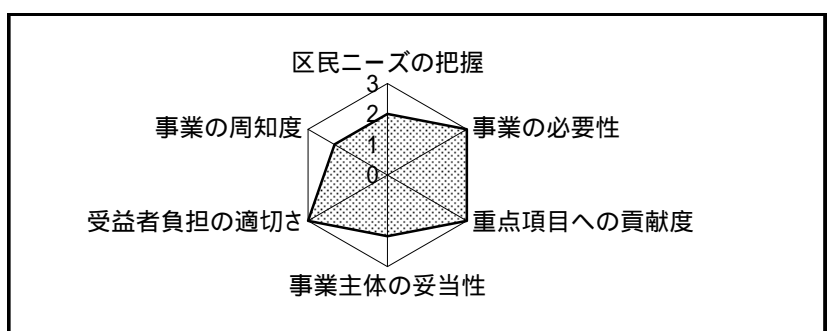 区民ニーズの把握
3
事業の周知度
2
事業の必要性
1
0
受益者負担の適切さ
重点項目への貢献度
事業主体の妥当性